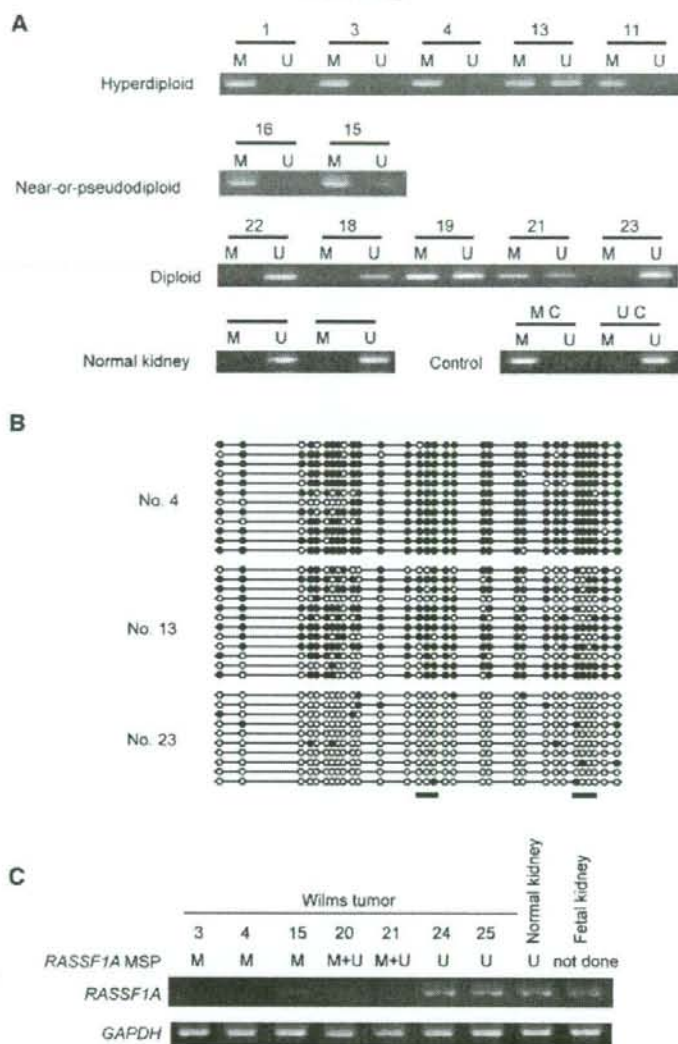 A
1 3 4 13 11
M U M U M U M U M U
Hyperdiploid
16 15
M U M U
Near-or-pseudodiploid
22 18 19 21 23
M U M U M U M U M U
Diploid
M C U C
M U M U M U M U
Normal kidney Control
B
No. 4
No. 13
No. 23
C
Wilms tumor Normal kidney Fetal kidney
3 4 15 20 21 24 25
RASSF1A MSP M M M M+U M+U U U U not done
RASSF1A
GAPDH